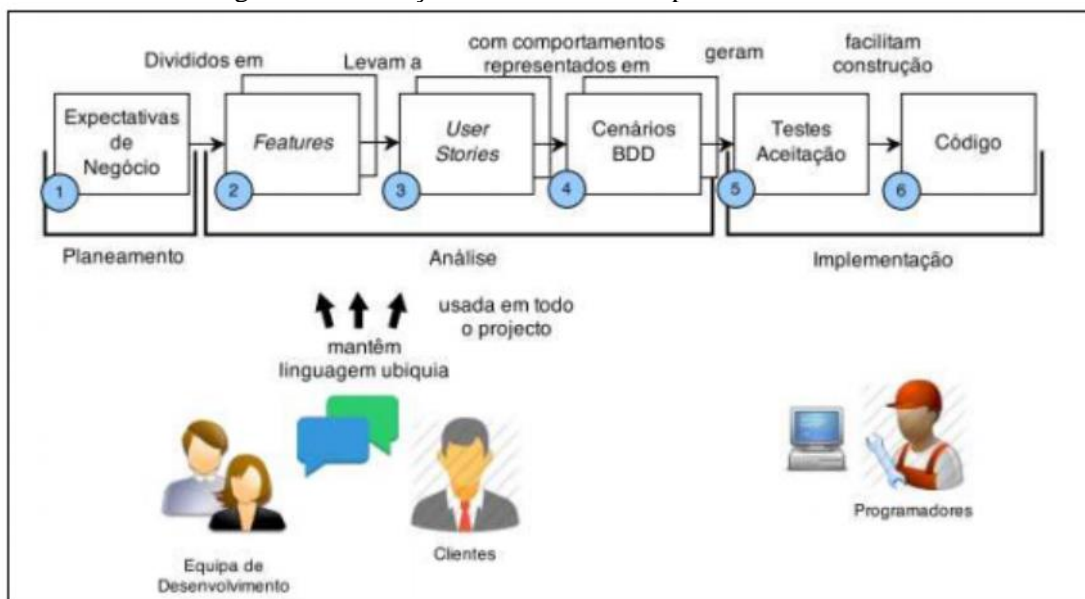 com comportamentos
representados em
facilitam
construção
Divididos em
Levam a
geram
Expectativas
de
Negócio
Features
User
Stories
Cenários
BDD
Testes
Aceitação
Código
1
2
3
4
5
6
Planeamento
Análise
Implementação
usada em todo
o projecto
mantêm
linguagem ubiquia
Equipa de
Desenvolvimento
Clientes
Programadores